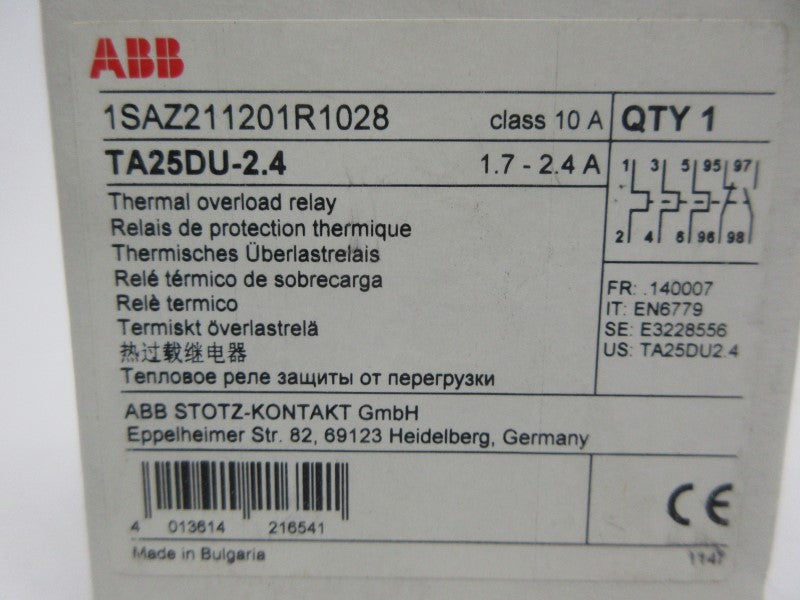 ABB
1SAZ211201R1028 class 10 A QTY 1
TA25DU-2.4 1.7 - 2.4 A
1 3 5 95 97
2 4 6 96 98
Thermal overload relay
Relais de protection thermique
Thermisches Überlastrelais
Relé térmico de sobrecarga
Relè termico
Termiskt överlastrelä
热过载继电器
Тепловое реле защиты от перегрузки
FR: .140007
IT: EN6779
SE: E3228556
US: TA25DU2.4
ABB STOTZ-KONTAKT GmbH
Eppelheimer Str. 82, 69123 Heidelberg, Germany
4 013614 216541
CE
Made in Bulgaria
1147